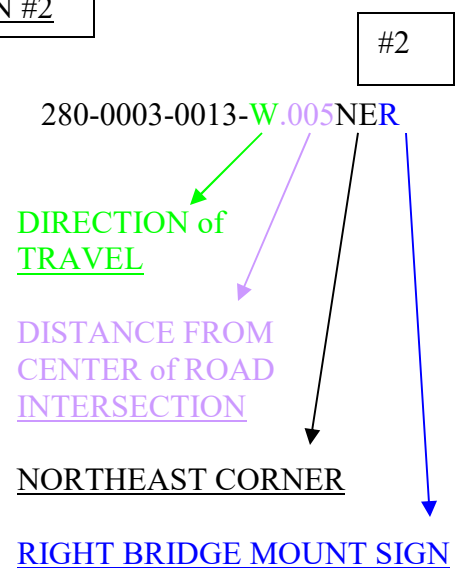 N #2
#2
280-0003-0013-W.005NER
DIRECTION of
TRAVEL
DISTANCE FROM
CENTER of ROAD
INTERSECTION
NORTHEAST CORNER
RIGHT BRIDGE MOUNT SIGN